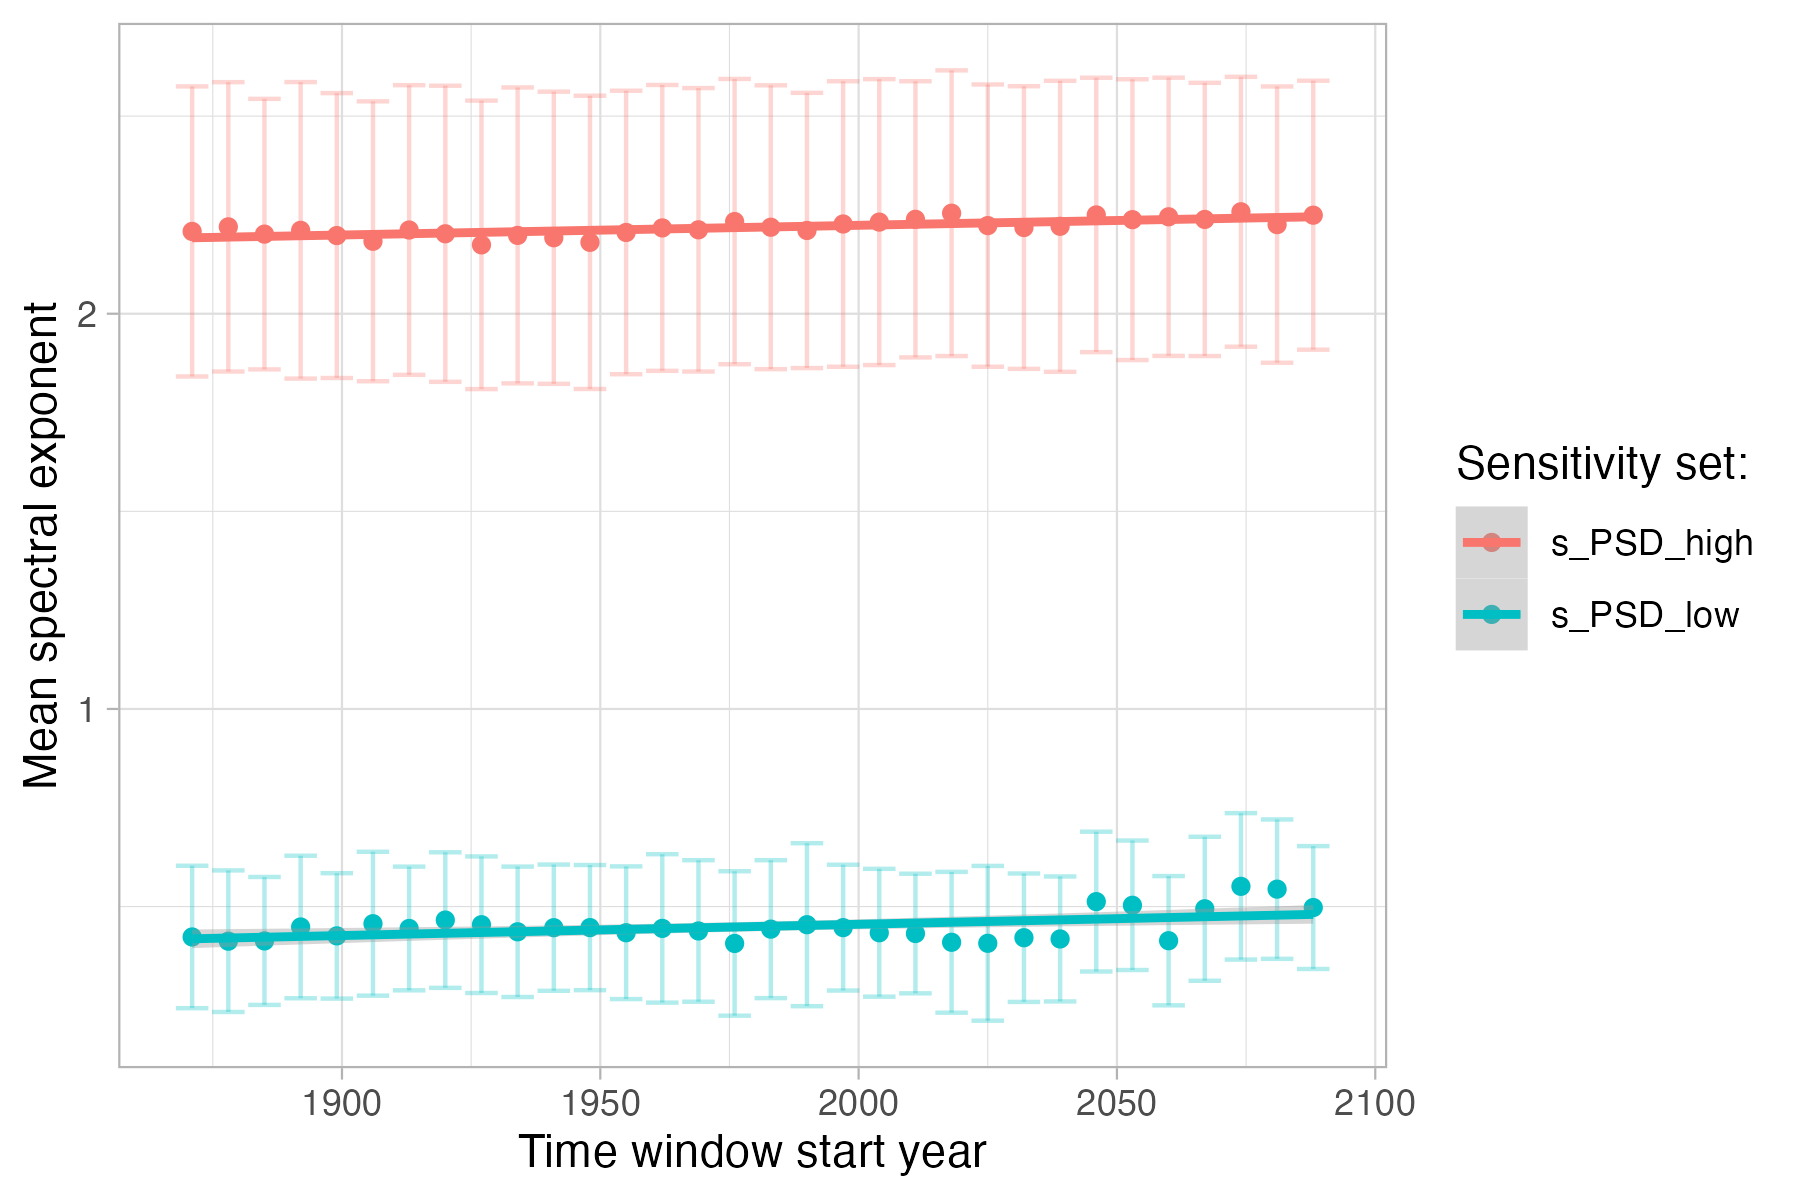 Mean spectral exponent
2
1
1900 1950 2000 2050 2100
Time window start year
Sensitivity set:
s_PSD_high
s_PSD_low